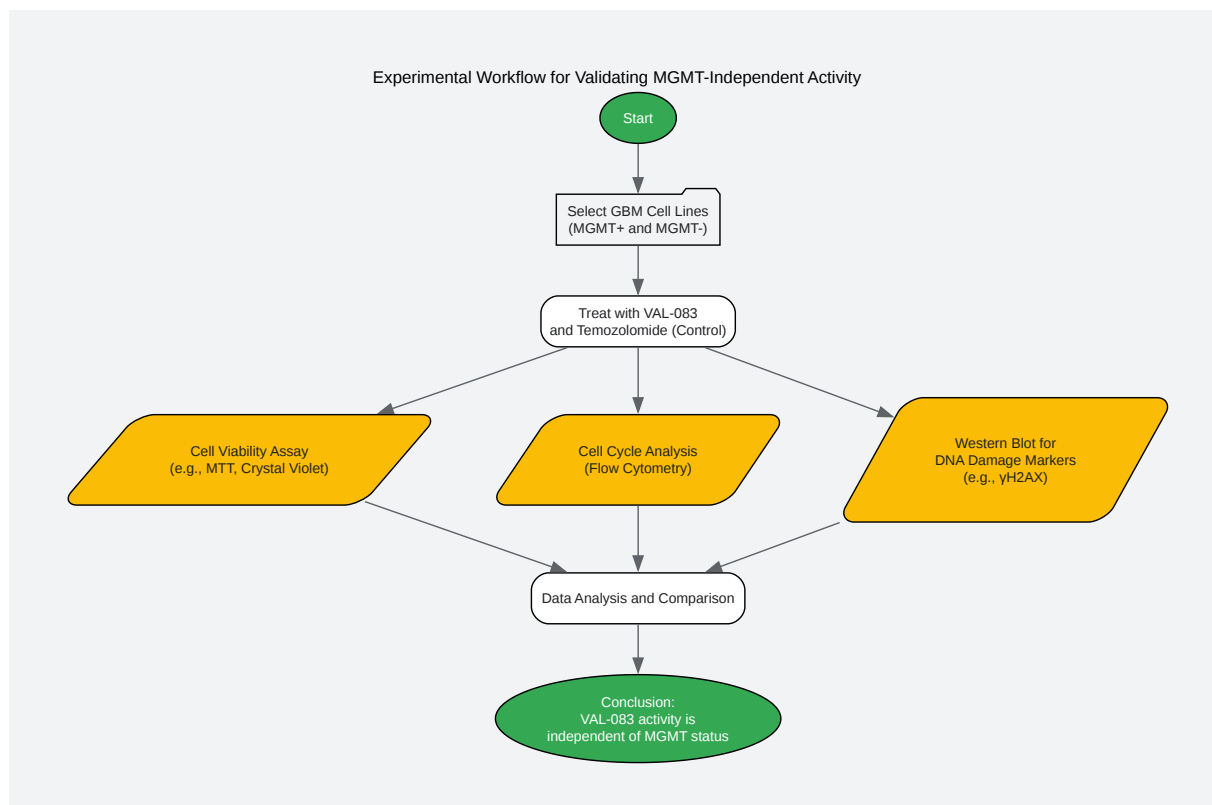 Experimental Workflow for Validating MGMT-Independent Activity
Start
Select GBM Cell Lines
(MGMT+ and MGMT-)
Treat with VAL-083
and Temozolomide (Control)
Cell Viability Assay
(e.g., MTT, Crystal Violet)
Cell Cycle Analysis
(Flow Cytometry)
Western Blot for
DNA Damage Markers
(e.g., γH2AX)
Data Analysis and Comparison
Conclusion:
VAL-083 activity is
independent of MGMT status